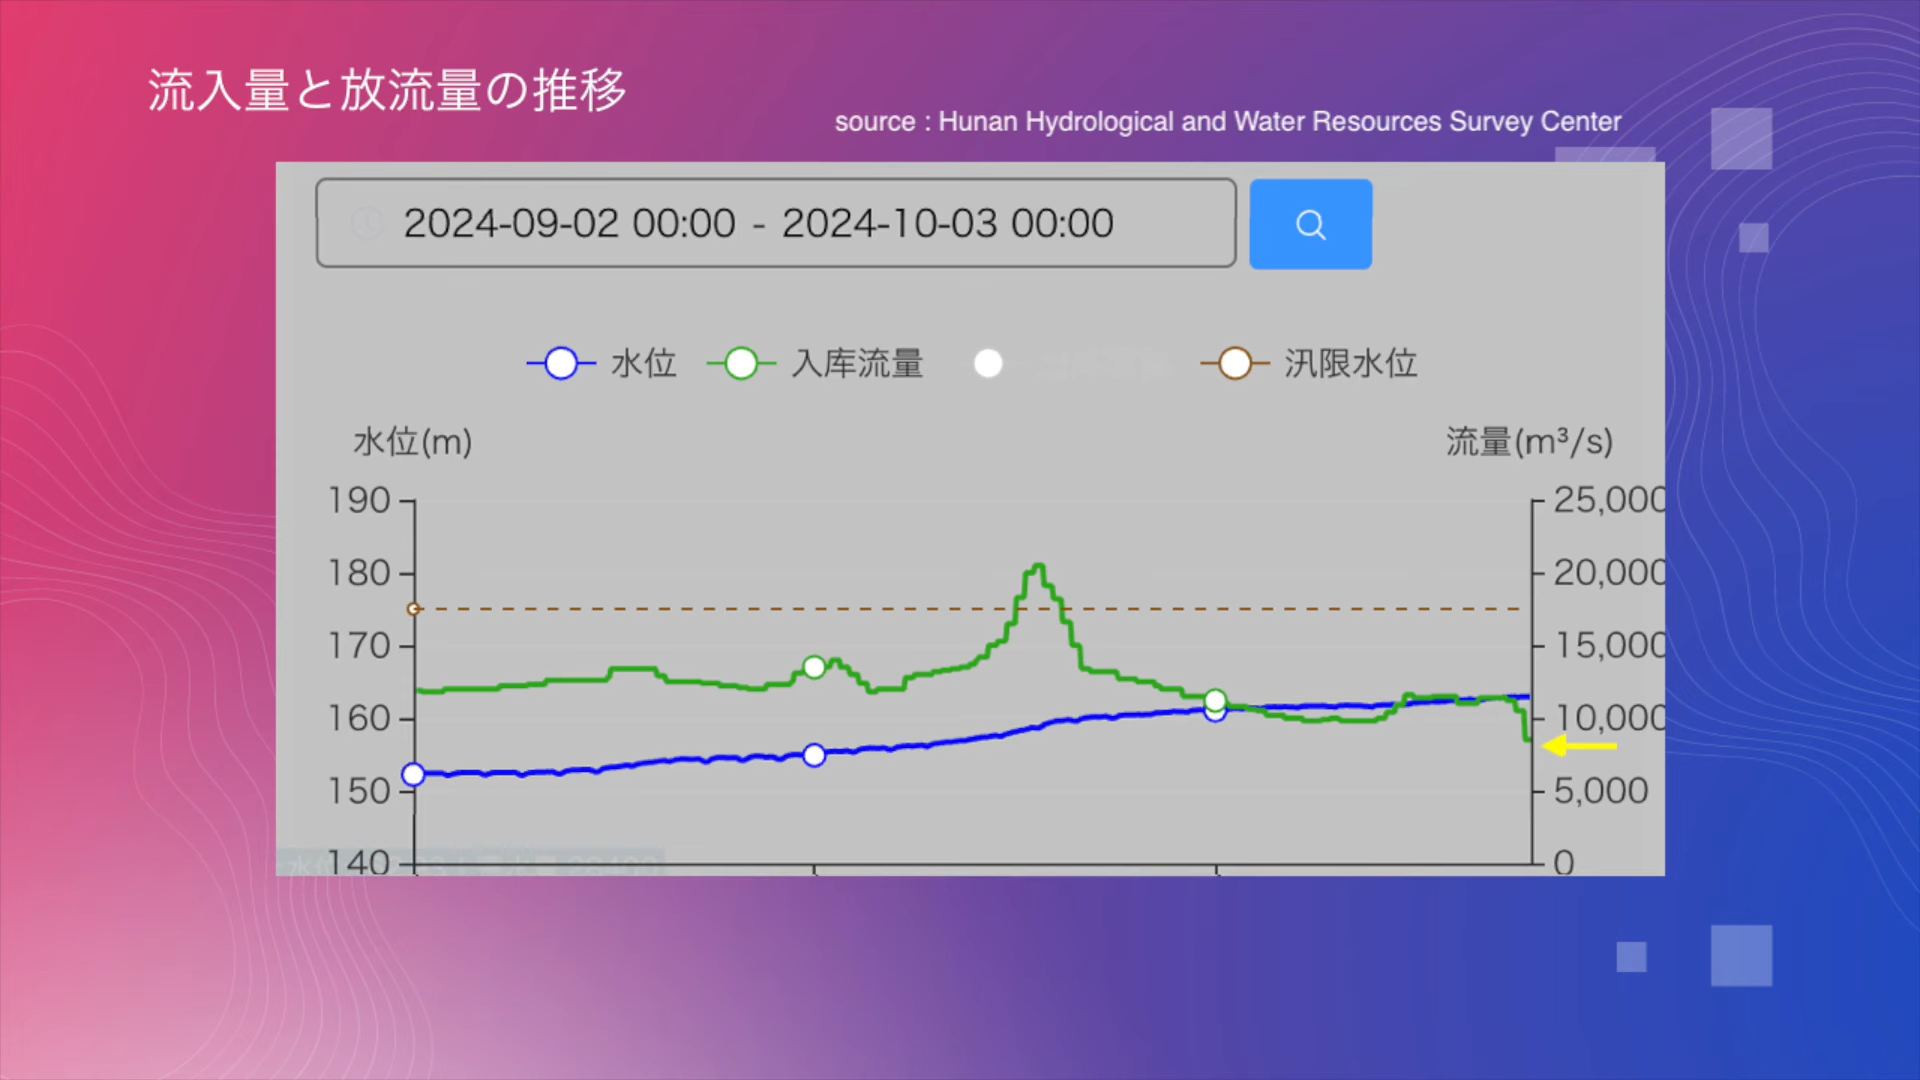 流入量と放流量の推移
source : Hunan Hydrological and Water Resources Survey Center
2024-09-02 00:00 - 2024-10-03 00:00
水位 入库流量 汛限水位
水位(m) 流量(m³/s)
190 25,000
180 20,000
170 15,000
160 10,000
150 5,000
140 0